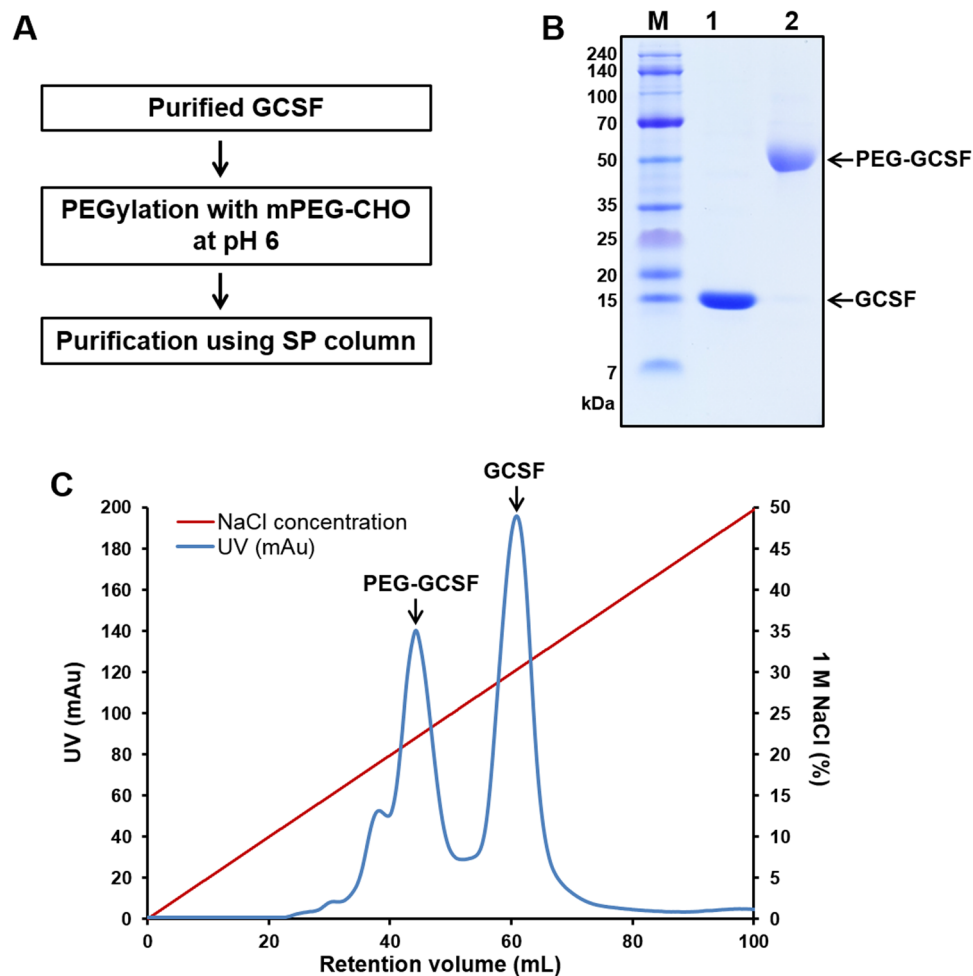 A
Purified GCSF
PEGylation with mPEG-CHO
at pH 6
Purification using SP column
B
M 1 2
240
140
100
70
50
35
25
20
15
7
kDa
PEG-GCSF
GCSF
C
GCSF
PEG-GCSF
NaCl concentration
UV (mAu)
200
180
160
140
120
100
80
60
40
20
0
UV (mAu)
50
45
40
35
30
25
20
15
10
5
0
1 M NaCl (%)
0 20 40 60 80 100
Retention volume (mL)